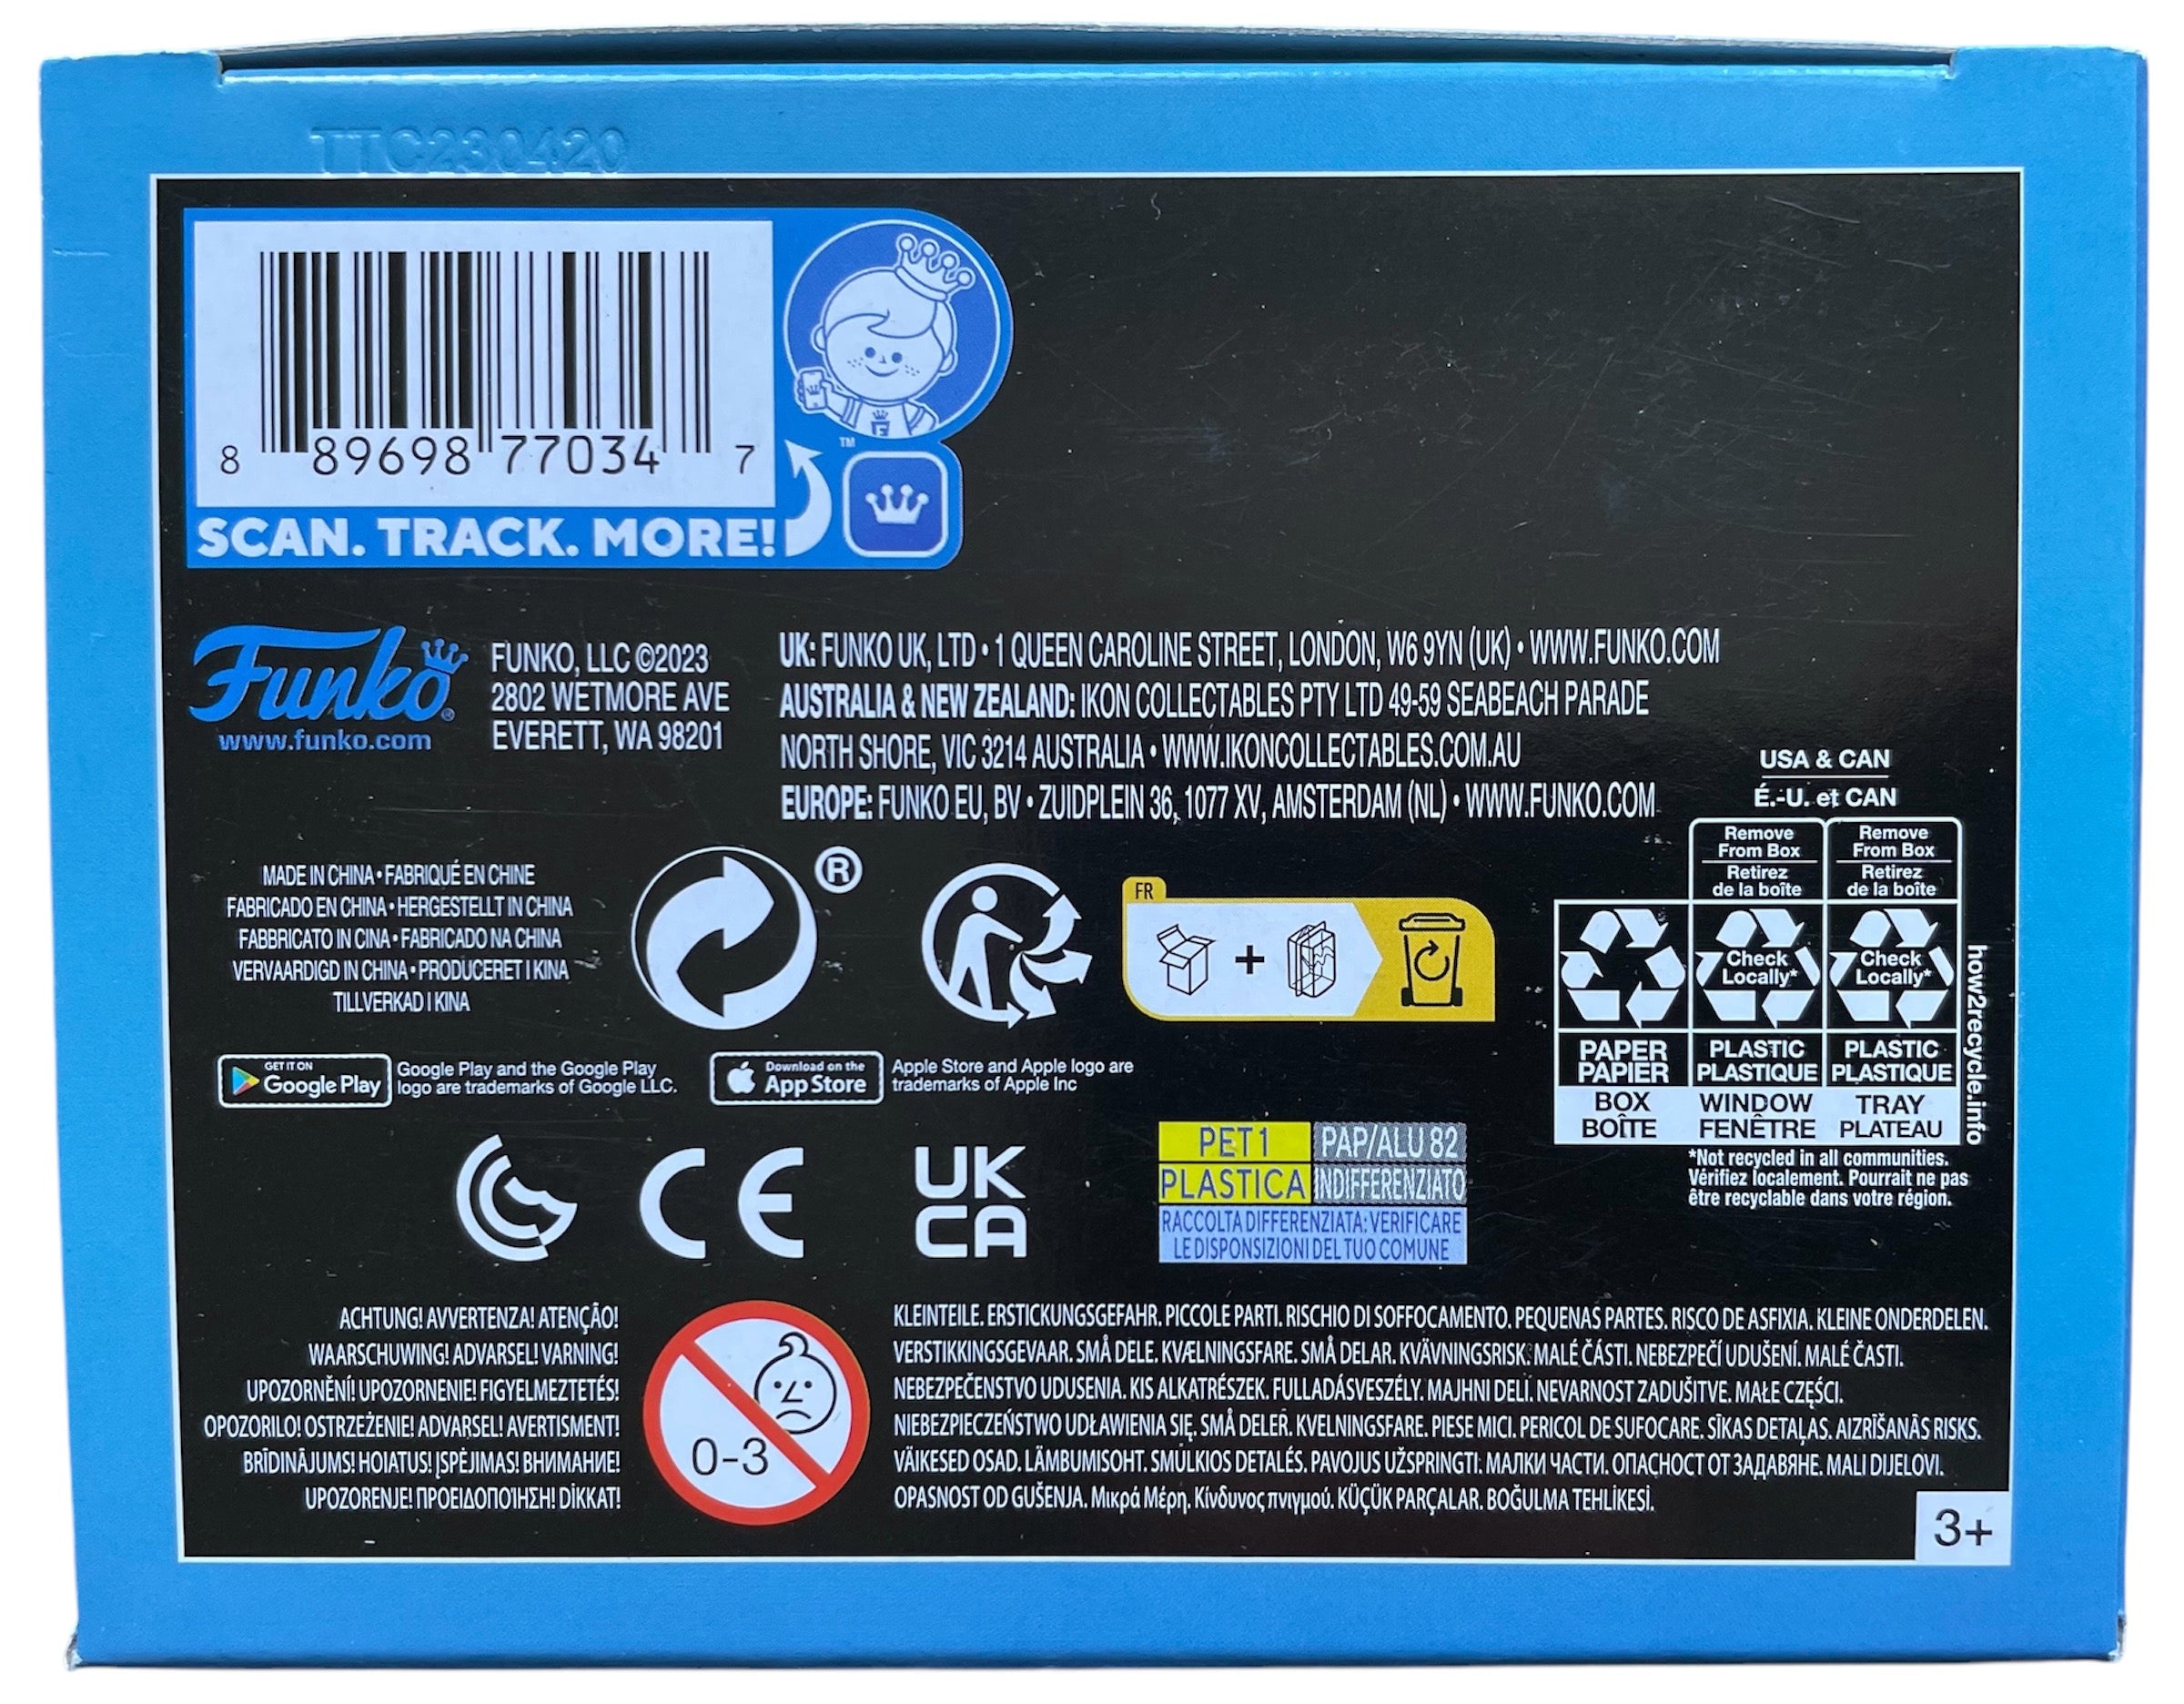 TTC230420
8 89698 77034 7
SCAN. TRACK. MORE!
™
Funko®
www.funko.com
FUNKO, LLC ©2023
2802 WETMORE AVE
EVERETT, WA 98201
UK: FUNKO UK, LTD • 1 QUEEN CAROLINE STREET, LONDON, W6 9YN (UK) • WWW.FUNKO.COM
AUSTRALIA & NEW ZEALAND: IKON COLLECTABLES PTY LTD 49-59 SEABEACH PARADE
NORTH SHORE, VIC 3214 AUSTRALIA • WWW.IKONCOLLECTABLES.COM.AU
EUROPE: FUNKO EU, BV • ZUIDPLEIN 36, 1077 XV, AMSTERDAM (NL) • WWW.FUNKO.COM
MADE IN CHINA • FABRIQUÉ EN CHINE
FABRICADO EN CHINA • HERGESTELLT IN CHINA
FABBRICATO IN CINA • FABRICADO NA CHINA
VERVAARDIGD IN CHINA • PRODUCERET I KINA
TILLVERKAD I KINA
®
FR
+
USA & CAN
É.-U. et CAN
Remove
From Box
Retirez
de la boîte
Remove
From Box
Retirez
de la boîte
Check
Locally*
Check
Locally*
PAPER
PAPIER
PLASTIC
PLASTIQUE
PLASTIC
PLASTIQUE
BOX
BOÎTE
WINDOW
FENÊTRE
TRAY
PLATEAU
how2recycle.info
*Not recycled in all communities.
Vérifiez localement. Pourrait ne pas
être recyclable dans votre région.
GET IT ON
Google Play
Google Play and the Google Play
logo are trademarks of Google LLC.
Download on the
App Store
Apple Store and Apple logo are
trademarks of Apple Inc
CE
UK
CA
PET 1
PLASTICA
PAP/ALU 82
INDIFFERENZIATO
RACCOLTA DIFFERENZIATA: VERIFICARE
LE DISPONSIZIONI DEL TUO COMUNE
ACHTUNG! AVVERTENZA! ATENÇÃO!
WAARSCHUWING! ADVARSEL! VARNING!
UPOZORNĚNÍ! UPOZORNENIE! FIGYELMEZTETÉS!
OPOZORILO! OSTRZEŻENIE! ADVARSEL! AVERTISMENT!
BRĪDINĀJUMS! HOIATUS! ĮSPĖJIMAS! ВНИМАНИЕ!
UPOZORENJE! ΠΡΟΕΙΔΟΠΟΊΗΣΗ! DİKKAT!
0-3
KLEINTEILE. ERSTICKUNGSGEFAHR. PICCOLE PARTI. RISCHIO DI SOFFOCAMENTO. PEQUENAS PARTES. RISCO DE ASFIXIA. KLEINE ONDERDELEN.
VERSTIKKINGSGEVAAR. SMÅ DELE. KVÆLNINGSFARE. SMÅ DELAR. KVÄVNINGSRISK. MALÉ ČÁSTI. NEBEZPEČÍ UDUŠENÍ. MALÉ ČASTI.
NEBEZPEČENSTVO UDUSENIA. KIS ALKATRÉSZEK. FULLADÁSVESZÉLY. MAJHNI DELI. NEVARNOST ZADUŠITVE. MAŁE CZĘŚCI.
NIEBEZPIECZEŃSTWO UDŁAWIENIA SIĘ. SMÅ DELER. KVELNINGSFARE. PIESE MICI. PERICOL DE SUFOCARE. SĪKAS DETAĻAS. AIZRĪŠANĀS RISKS.
VÄIKESED OSAD. LÄMBUMISOHT. SMULKIOS DETALĖS. PAVOJUS UŽSPRINGTI. МАЛКИ ЧАСТИ. ОПАСНОСТ ОТ ЗАДАВЯНЕ. MALI DIJELOVI.
OPASNOST OD GUŠENJA. Μικρά Μέρη. Κίνδυνος πνιγμού. KÜÇÜK PARÇALAR. BOĞULMA TEHLİKESİ.
3+